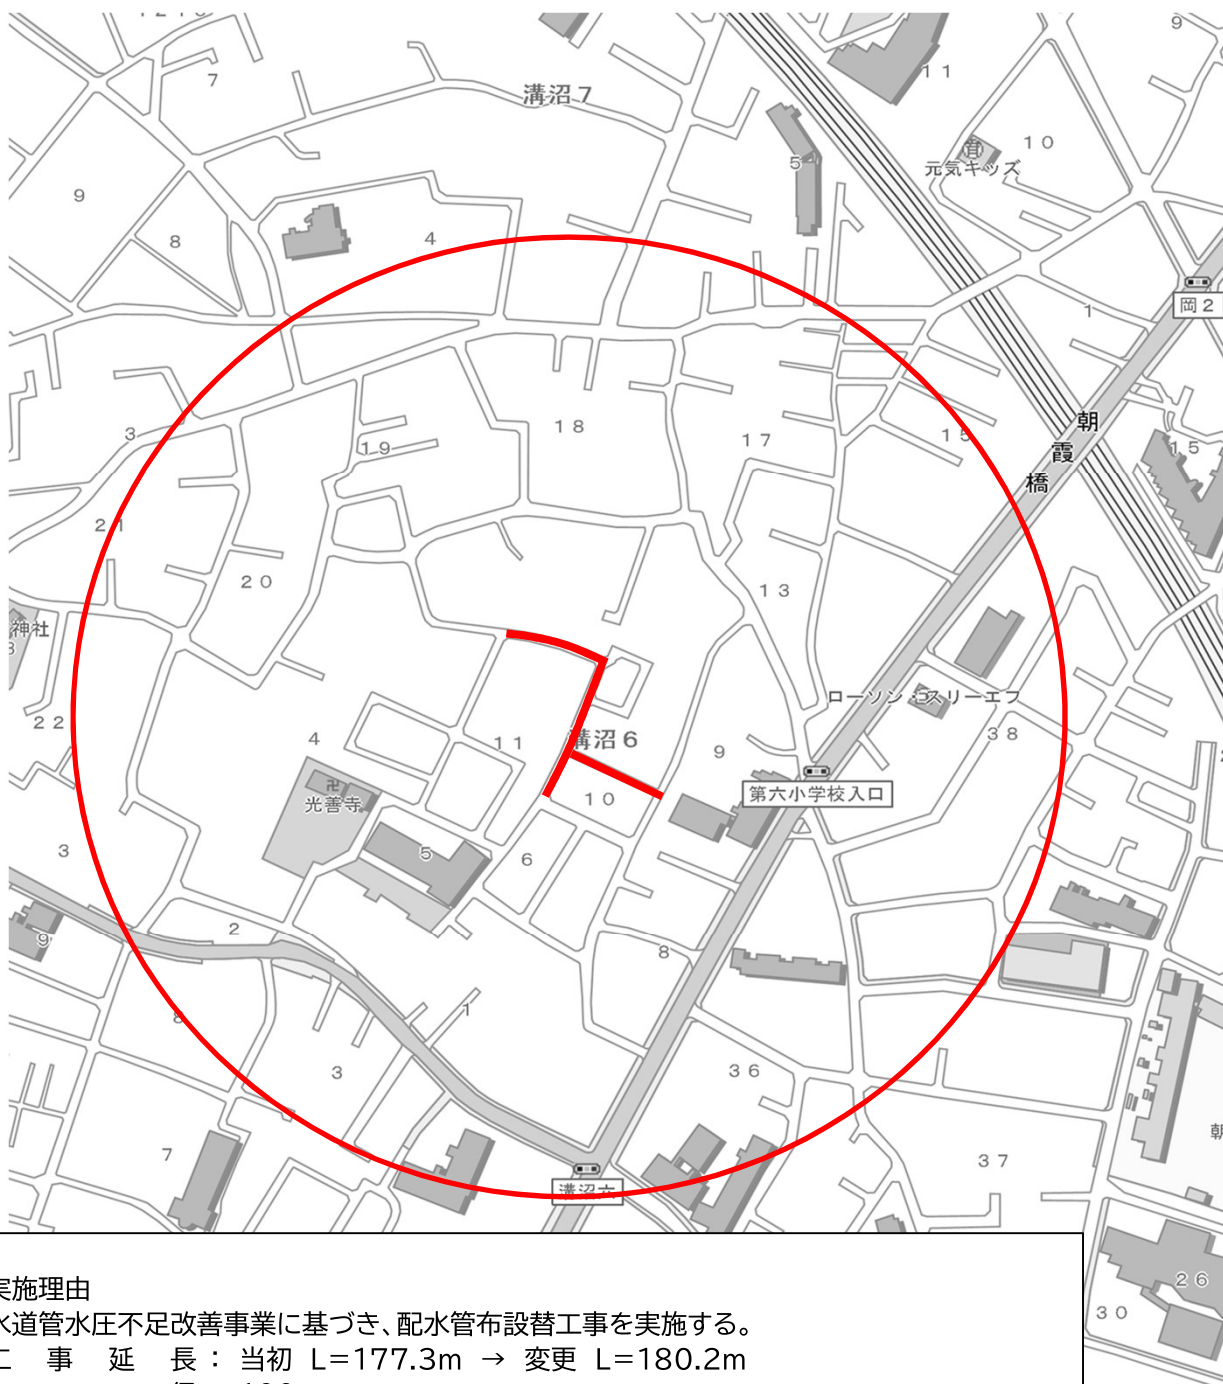 7
溝沼７
１１
9
１０
元気キッズ
5
9
8
4
1
岡２
3
１９
１８
１７
１５
朝霞橋
１５
２１
２０
１３
神社
２２
4
１１
溝沼６
9
ローソン・スリーエフ
３８
光善寺
１０
第六小学校入口
3
5
6
2
9
8
8
1
3
３６
7
３７
溝沼六
２６
３０
実施理由
水道管水圧不足改善事業に基づき、配水管布設替工事を実施する。
工　事　延　長： 当初 L=177.3m → 変更 L=180.2m